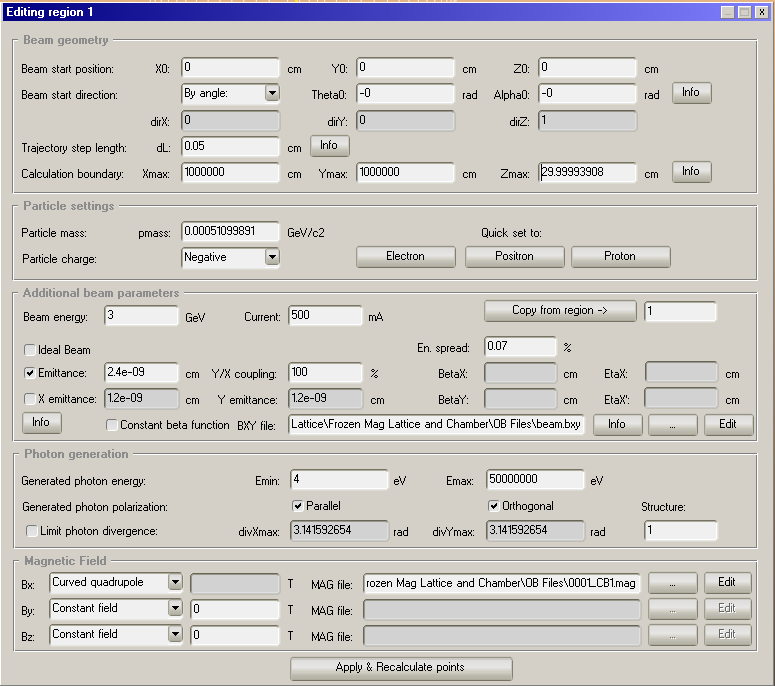 Editing region 1
Beam geometry
Beam start position: X0: 0 cm Y0: 0 cm Z0: 0 cm
Beam start direction: By angle: Theta0: -0 rad Alpha0: -0 rad Info
dirX: 0 dirY: 0 dirZ: 1
Trajectory step length: dL: 0.05 cm Info
Calculation boundary: Xmax: 1000000 cm Ymax: 1000000 cm Zmax: 29.99993908 cm Info
Particle settings
Particle mass: pmass: 0.00051099891 GeV/c2 Quick set to:
Particle charge: Negative Electron Positron Proton
Additional beam parameters
Beam energy: 3 GeV Current: 500 mA Copy from region -> 1
Ideal Beam En. spread: 0.07 %
Emittance: 2.4e-09 cm Y/X coupling: 100 % BetaX: cm EtaX: cm
X emittance: 1.2e-09 cm Y emittance: 1.2e-09 cm BetaY: cm EtaX': cm
Info Constant beta function BXY file: Lattice\Frozen Mag Lattice and Chamber\OB Files\beam.bxy Info ... Edit
Photon generation
Generated photon energy: Emin: 4 eV Emax: 50000000 eV
Generated photon polarization: Parallel Orthogonal Structure:
Limit photon divergence: divXmax: 3.141592654 rad divYmax: 3.141592654 rad 1
Magnetic Field
Bx: Curved quadrupole T MAG file: rozen Mag Lattice and Chamber\OB Files\0001_CB1.mag ... Edit
By: Constant field 0 T MAG file: ... Edit
Bz: Constant field 0 T MAG file: ... Edit
Apply & Recalculate points